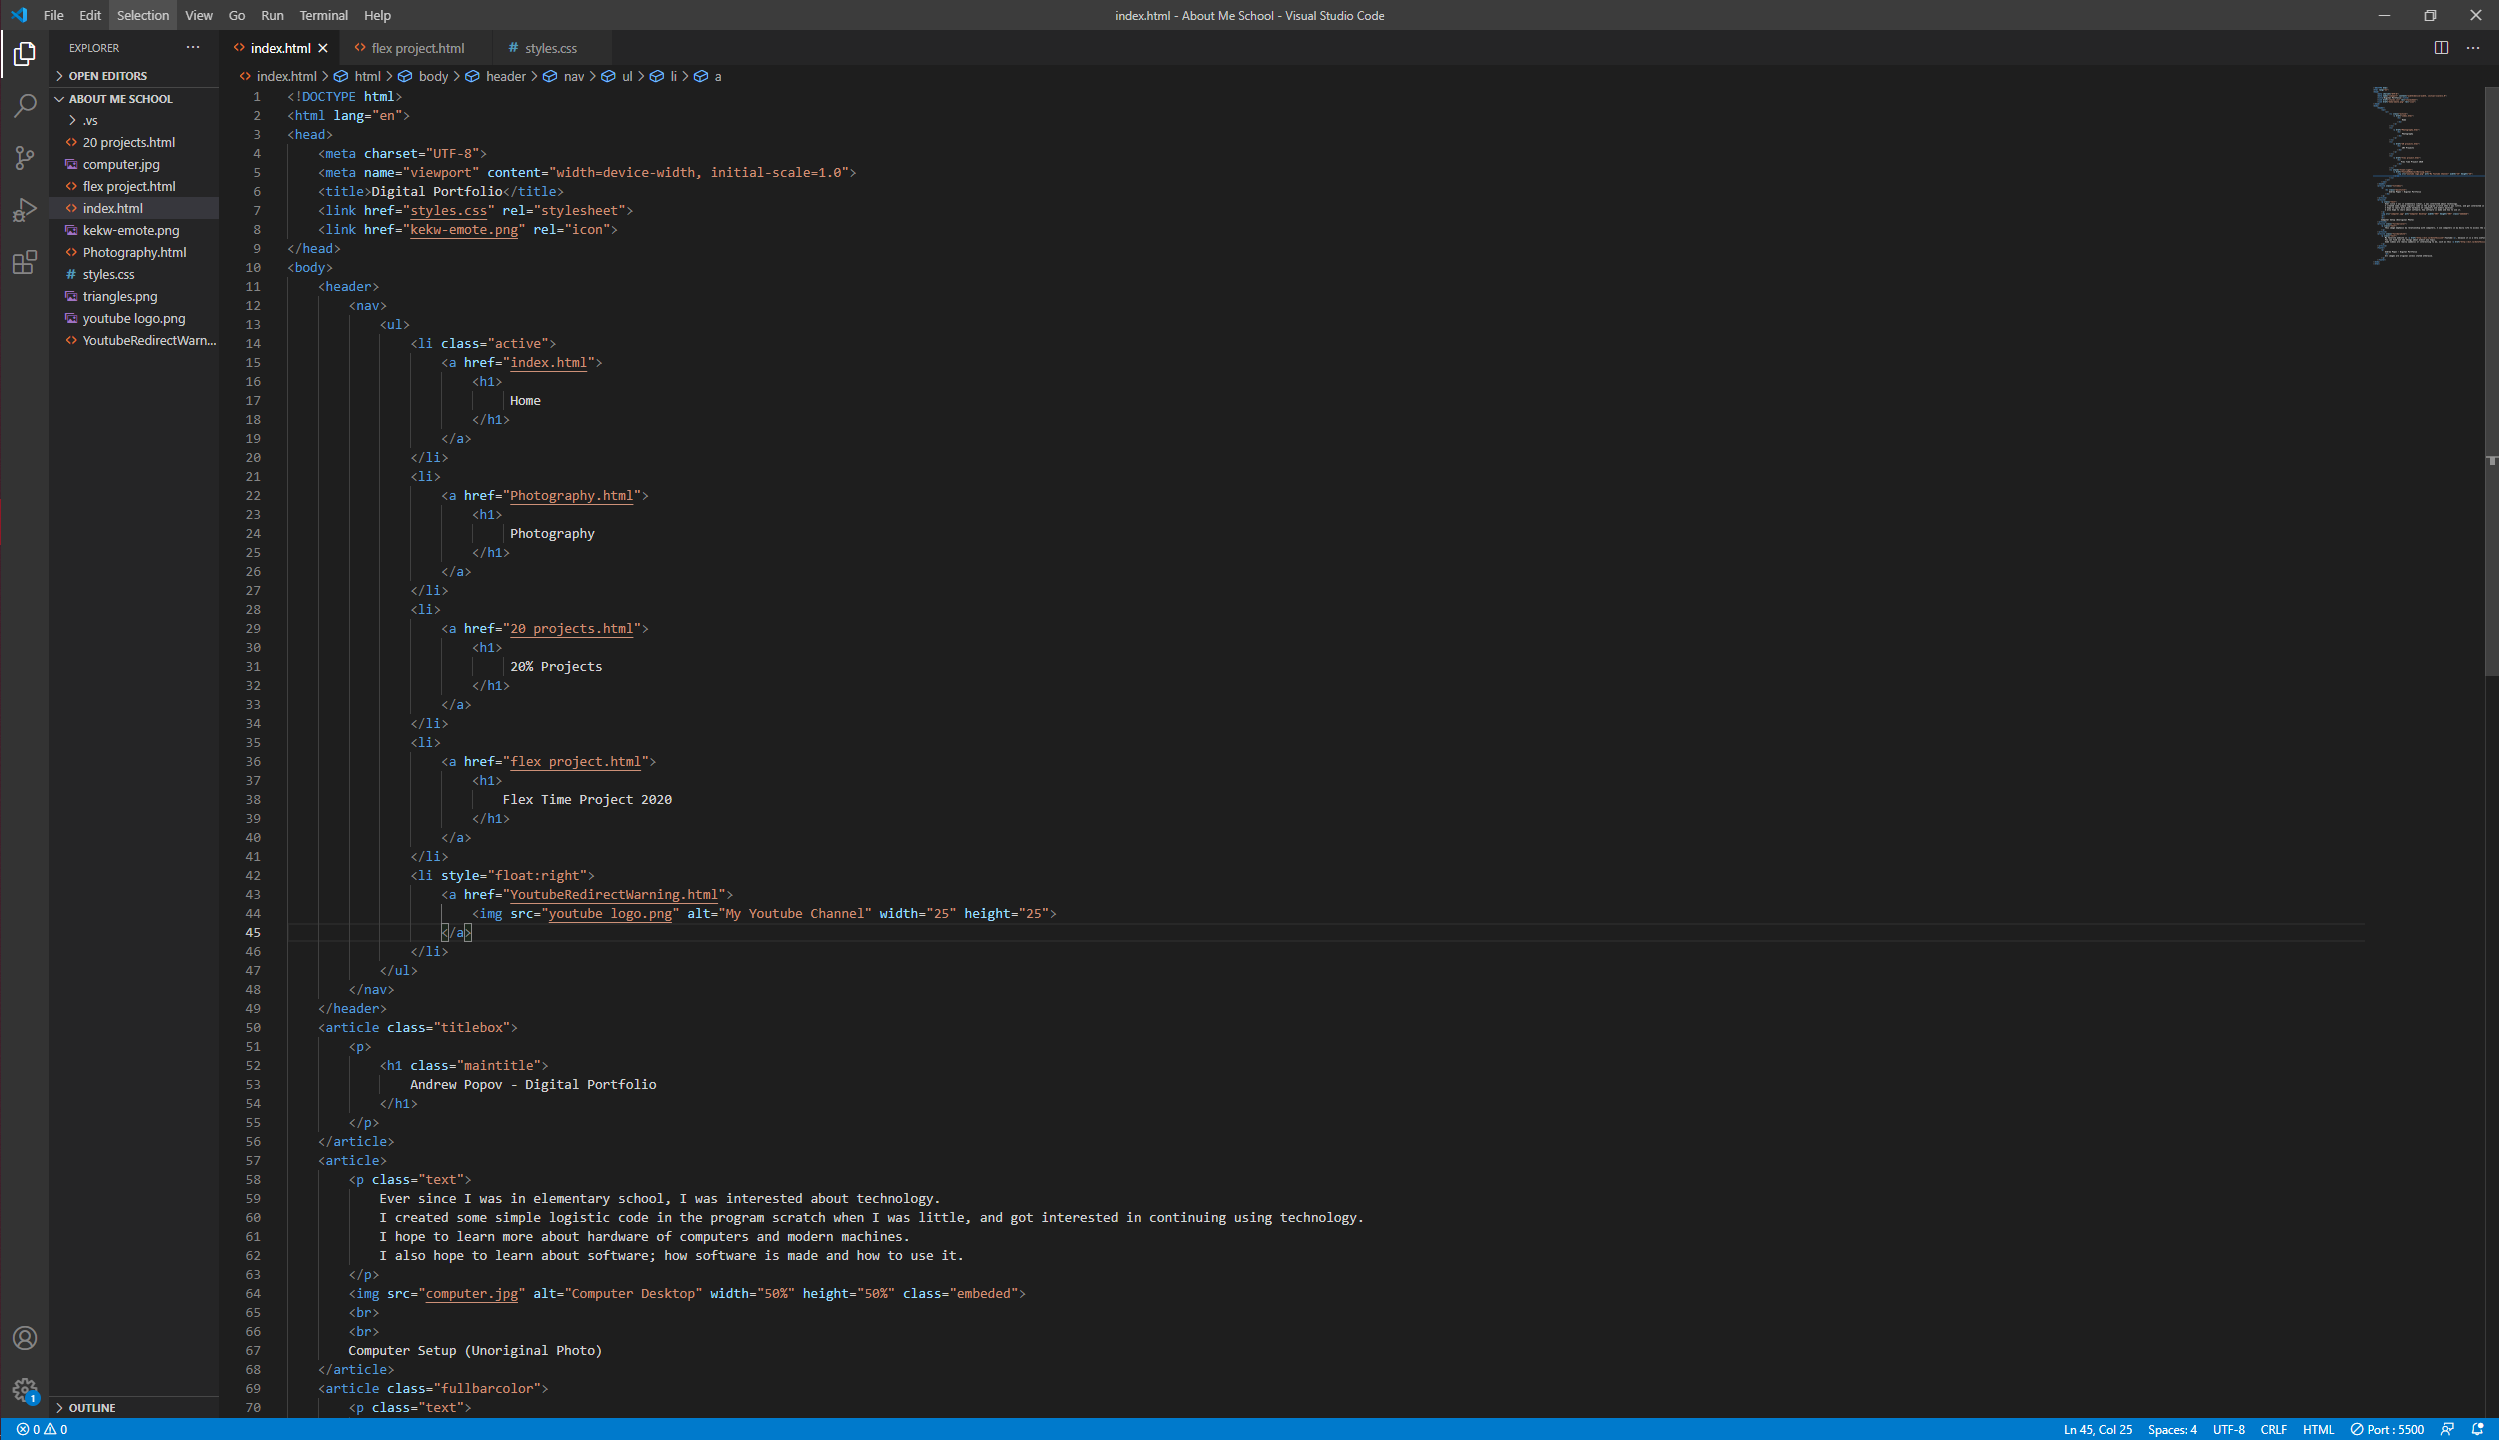 File Edit Selection View Go Run Terminal Help
index.html - About Me School - Visual Studio Code
EXPLORER
index.html
flex project.html
# styles.css
OPEN EDITORS
index.html > html > body > header > nav > ul > li > a
ABOUT ME SCHOOL
.vs
20 projects.html
computer.jpg
flex project.html
index.html
kekw-emote.png
Photography.html
# styles.css
triangles.png
youtube logo.png
YoutubeRedirectWarn...
OUTLINE
1 <!DOCTYPE html>
2 <html lang="en">
3 <head>
4 <meta charset="UTF-8">
5 <meta name="viewport" content="width=device-width, initial-scale=1.0">
6 <title>Digital Portfolio</title>
7 <link href="styles.css" rel="stylesheet">
8 <link href="kekw-emote.png" rel="icon">
9 </head>
10 <body>
11 <header>
12 <nav>
13 <ul>
14 <li class="active">
15 <a href="index.html">
16 <h1>
17 Home
18 </h1>
19 </a>
20 </li>
21 <li>
22 <a href="Photography.html">
23 <h1>
24 Photography
25 </h1>
26 </a>
27 </li>
28 <li>
29 <a href="20 projects.html">
30 <h1>
31 20% Projects
32 </h1>
33 </a>
34 </li>
35 <li>
36 <a href="flex project.html">
37 <h1>
38 Flex Time Project 2020
39 </h1>
40 </a>
41 </li>
42 <li style="float:right">
43 <a href="YoutubeRedirectWarning.html">
44 <img src="youtube logo.png" alt="My Youtube Channel" width="25" height="25">
45 </a>
46 </li>
47 </ul>
48 </nav>
49 </header>
50 <article class="titlebox">
51 <p>
52 <h1 class="maintitle">
53 Andrew Popov - Digital Portfolio
54 </h1>
55 </p>
56 </article>
57 <article>
58 <p class="text">
59 Ever since I was in elementary school, I was interested about technology.
60 I created some simple logistic code in the program scratch when I was little, and got interested in continuing using technology.
61 I hope to learn more about hardware of computers and modern machines.
62 I also hope to learn about software; how software is made and how to use it.
63 </p>
64 <img src="computer.jpg" alt="Computer Desktop" width="50%" height="50%" class="embeded">
65 <br>
66 <br>
67 Computer Setup (Unoriginal Photo)
68 </article>
69 <article class="fullbarcolor">
70 <p class="text">
1
0 0
Ln 45, Col 25 Spaces: 4 UTF-8 CRLF HTML Port : 5500